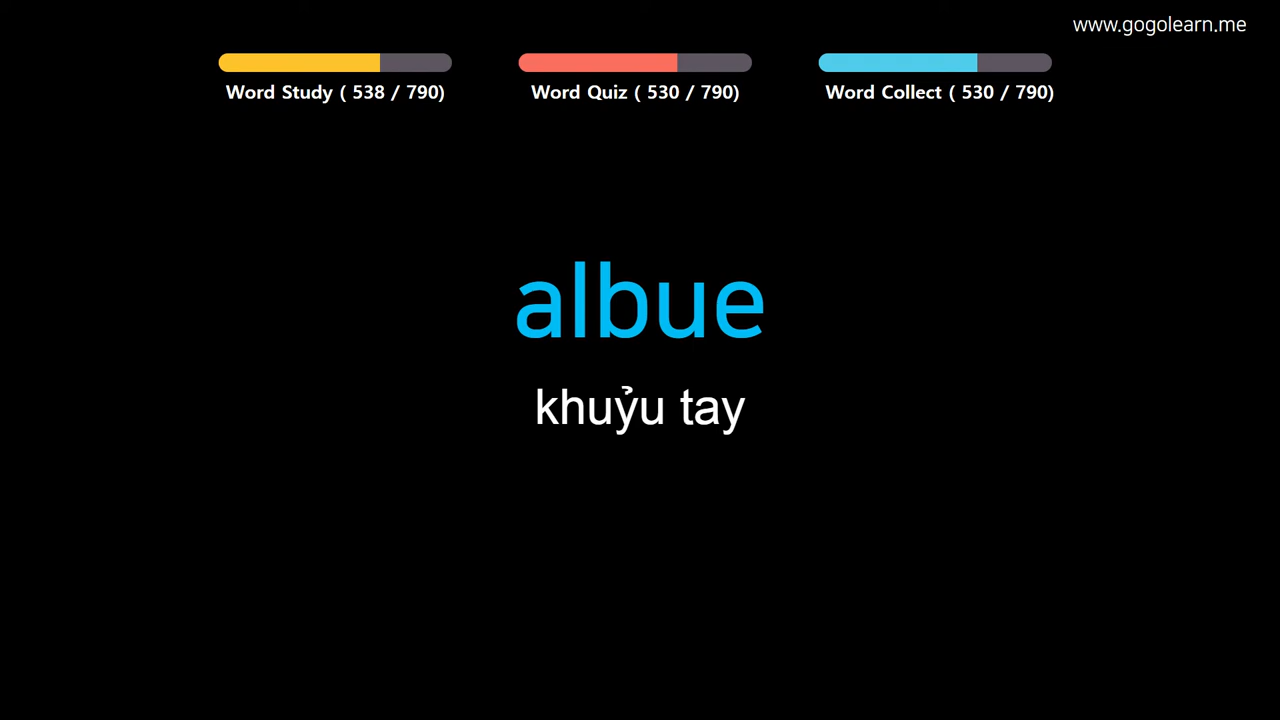 www.gogolearn.me
Word Study ( 538 / 790)
Word Quiz ( 530 / 790)
Word Collect ( 530 / 790)
albue
khuỷu tay